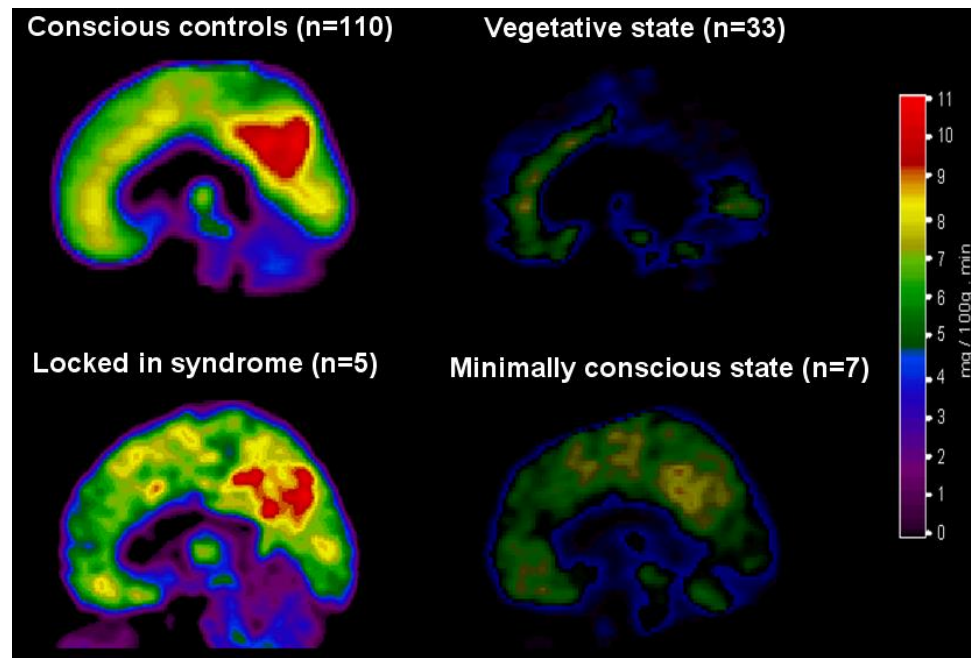 Conscious controls (n=110)
Vegetative state (n=33)
11
10
9
8
7
6
5
4
3
2
1
0
mg / 100g . min
Locked in syndrome (n=5)
Minimally conscious state (n=7)